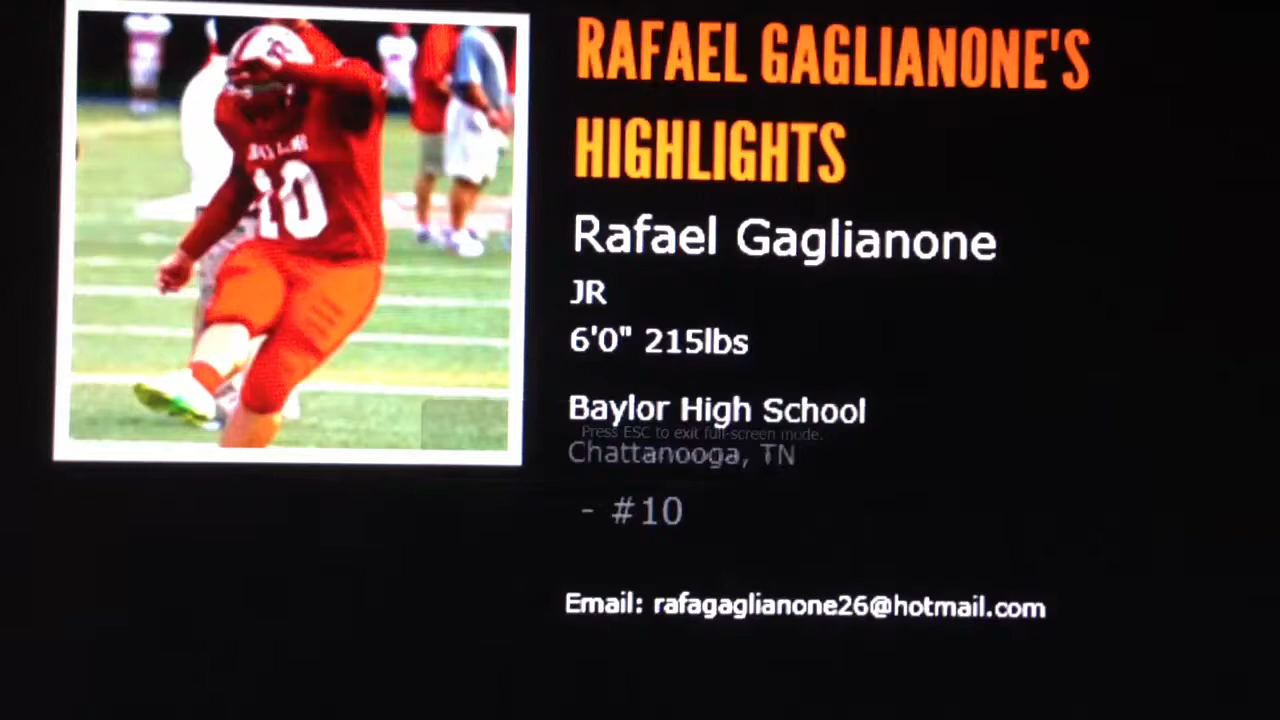 RAFAEL GAGLIANONE'S
HIGHLIGHTS
Rafael Gaglianone
JR
6'0" 215lbs
Baylor High School
Press ESC to exit full-screen mode.
Chattanooga, TN
- #10
Email: rafagaglianone26@hotmail.com
10